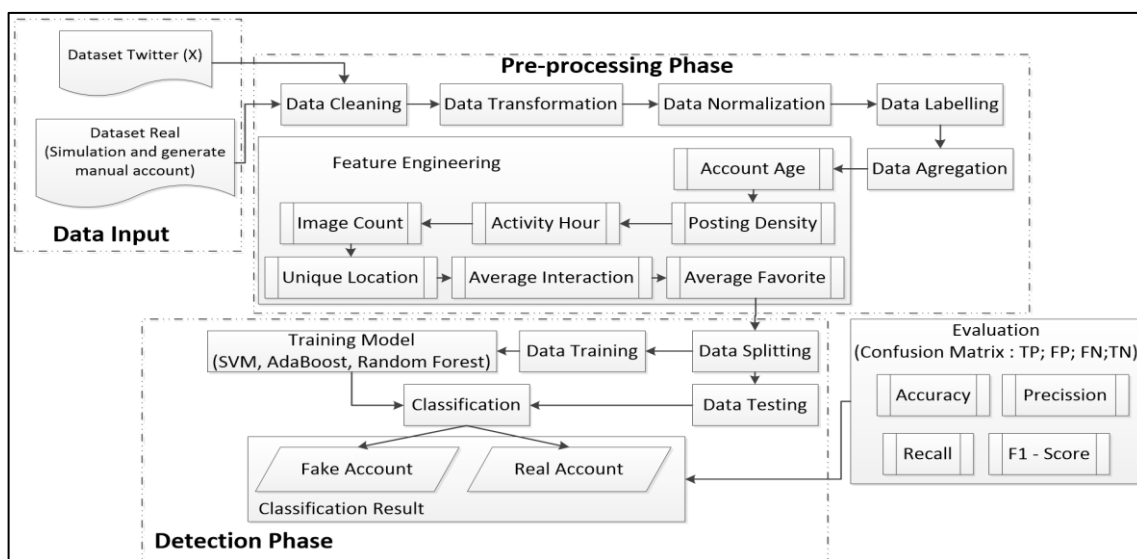 Dataset Twitter (X)
Dataset Real
(Simulation and generate
manual account)
Data Input
Pre-processing Phase
Data Cleaning
Data Transformation
Data Normalization
Data Labelling
Data Agregation
Feature Engineering
Account Age
Posting Density
Activity Hour
Image Count
Unique Location
Average Interaction
Average Favorite
Data Splitting
Data Training
Training Model
(SVM, AdaBoost, Random Forest)
Data Testing
Classification
Fake Account
Real Account
Classification Result
Detection Phase
Evaluation
(Confusion Matrix : TP; FP; FN;TN)
Accuracy
Precission
Recall
F1 - Score